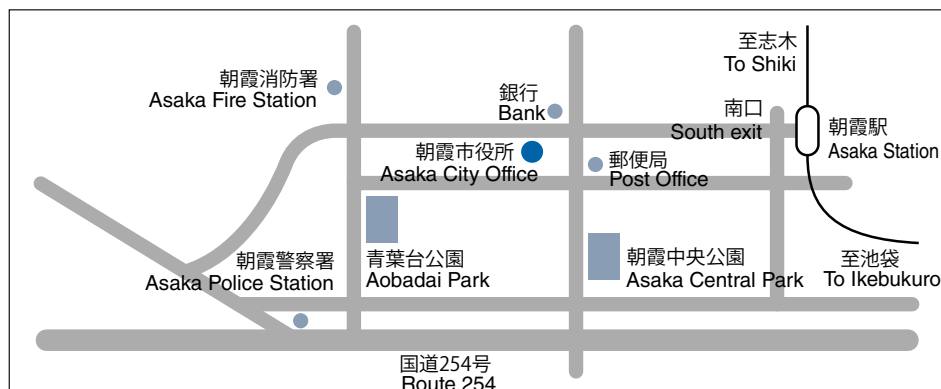 至志木
To Shiki
朝霞消防署
Asaka Fire Station
銀行
Bank
南口
South exit
朝霞駅
Asaka Station
朝霞市役所
Asaka City Office
郵便局
Post Office
朝霞警察署
Asaka Police Station
青葉台公園
Aobadai Park
朝霞中央公園
Asaka Central Park
至池袋
To Ikebukuro
国道254号
Route 254